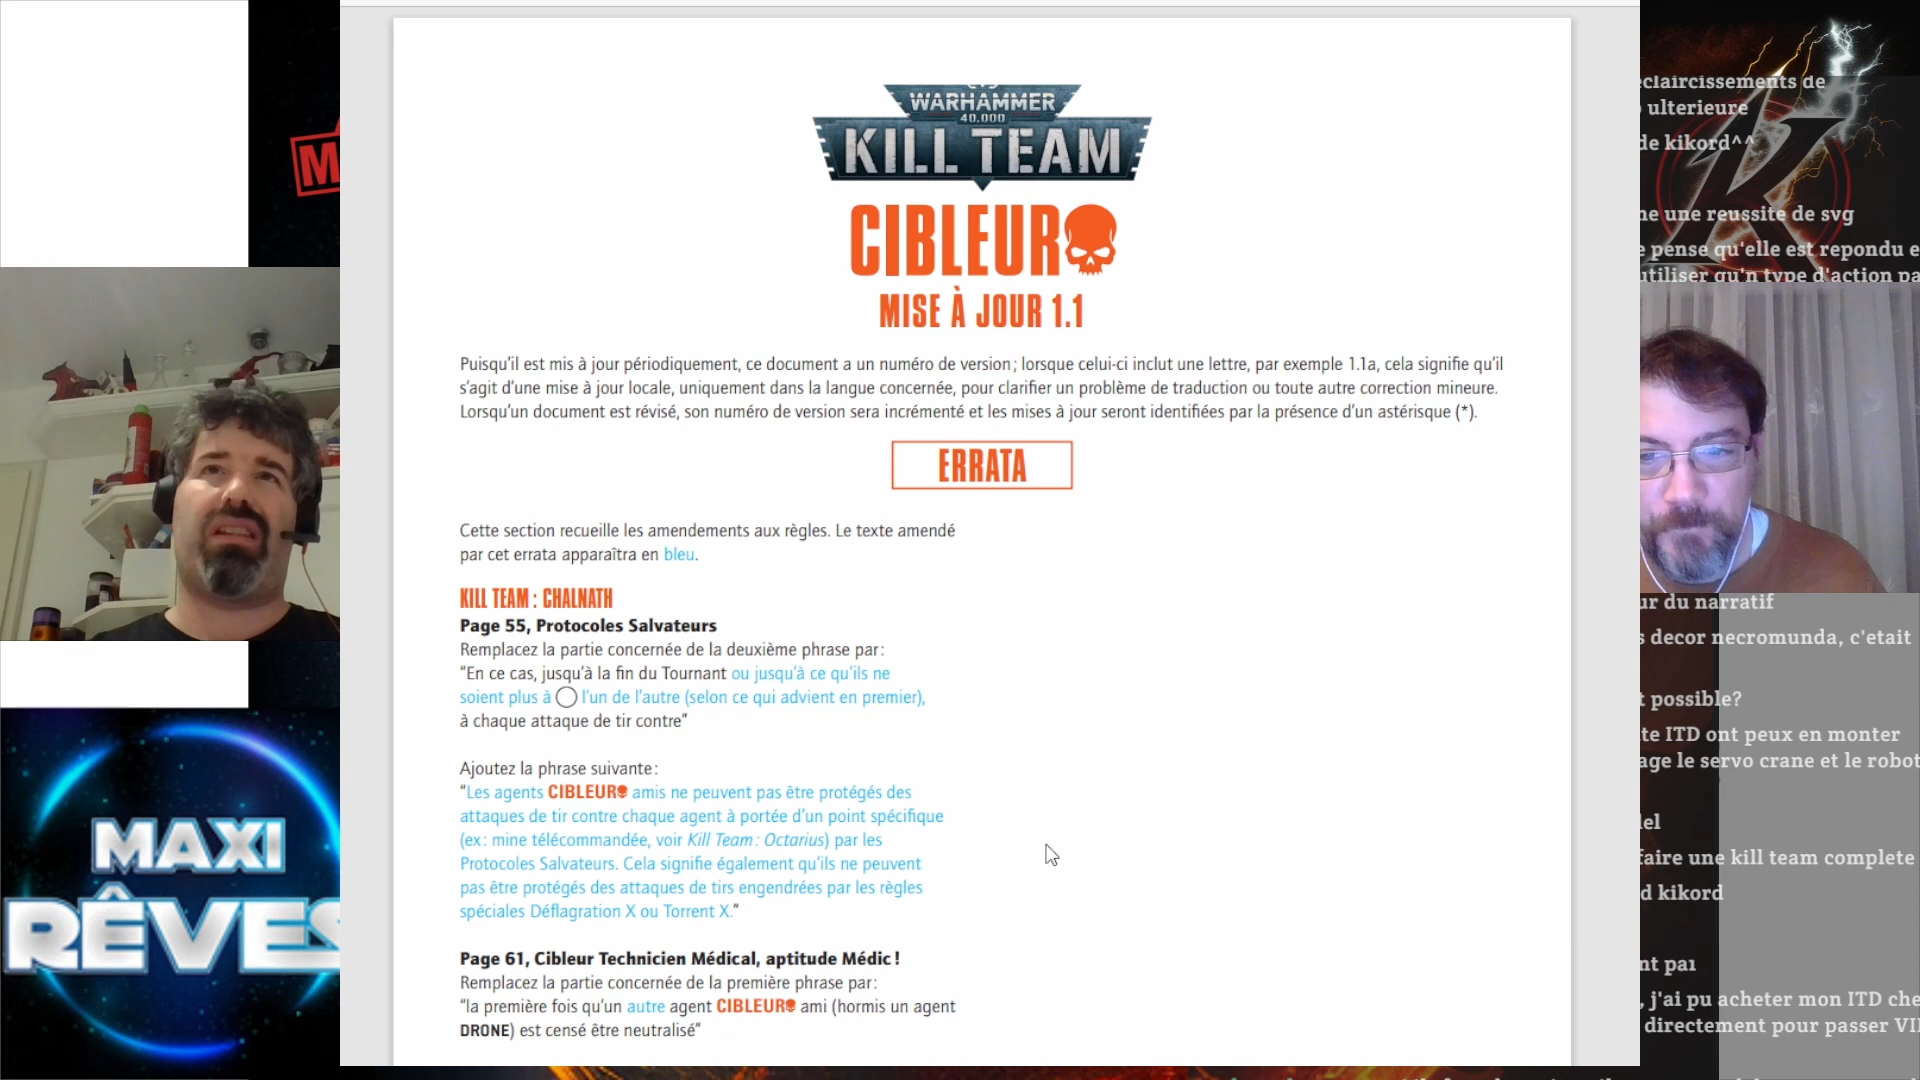 WARHAMMER
40.000
KILL TEAM
CIBLEUR
MISE À JOUR 1.1
Puisqu'il est mis à jour périodiquement, ce document a un numéro de version ; lorsque celui-ci inclut une lettre, par exemple 1.1a, cela signifie qu'il
s'agit d'une mise à jour locale, uniquement dans la langue concernée, pour clarifier un problème de traduction ou toute autre correction mineure.
Lorsqu'un document est révisé, son numéro de version sera incrémenté et les mises à jour seront identifiées par la présence d'un astérisque (*).
ERRATA
Cette section recueille les amendements aux règles. Le texte amendé
par cet errata apparaîtra en bleu.
KILL TEAM : CHALNATH
Page 55, Protocoles Salvateurs
Remplacez la partie concernée de la deuxième phrase par :
“En ce cas, jusqu'à la fin du Tournant ou jusqu'à ce qu'ils ne
soient plus à l'un de l'autre (selon ce qui advient en premier),
à chaque attaque de tir contre”
Ajoutez la phrase suivante :
“Les agents CIBLEUR amis ne peuvent pas être protégés des
attaques de tir contre chaque agent à portée d'un point spécifique
(ex : mine télécommandée, voir Kill Team : Octarius) par les
Protocoles Salvateurs. Cela signifie également qu'ils ne peuvent
pas être protégés des attaques de tirs engendrées par les règles
spéciales Déflagration X ou Torrent X.”
Page 61, Cibleur Technicien Médical, aptitude Médic !
Remplacez la partie concernée de la première phrase par :
“la première fois qu'un autre agent CIBLEUR ami (hormis un agent
DRONE) est censé être neutralisé”
M
MAXI
RÊVES
eclaircissements de
ulterieure
de kikord^^
ne une reussite de svg
pense qu'elle est repondu e
utiliser qu'n type d'action pa
ur du narratif
s decor necromunda, c'etait
t possible?
te ITD ont peux en monter
age le servo crane et le robot
del
faire une kill team complete
d kikord
nt pa
, j'ai pu acheter mon ITD che
directement pour passer VI